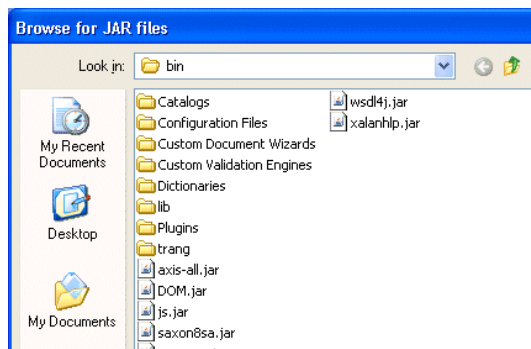 Browse for JAR files
Look in: bin
My Recent
Documents
Desktop
My Documents
Catalogs
Configuration Files
Custom Document Wizards
Custom Validation Engines
Dictionaries
lib
Plugins
trang
axis-all.jar
DOM.jar
js.jar
saxon8sa.jar
wsdl4j.jar
xalanhlp.jar